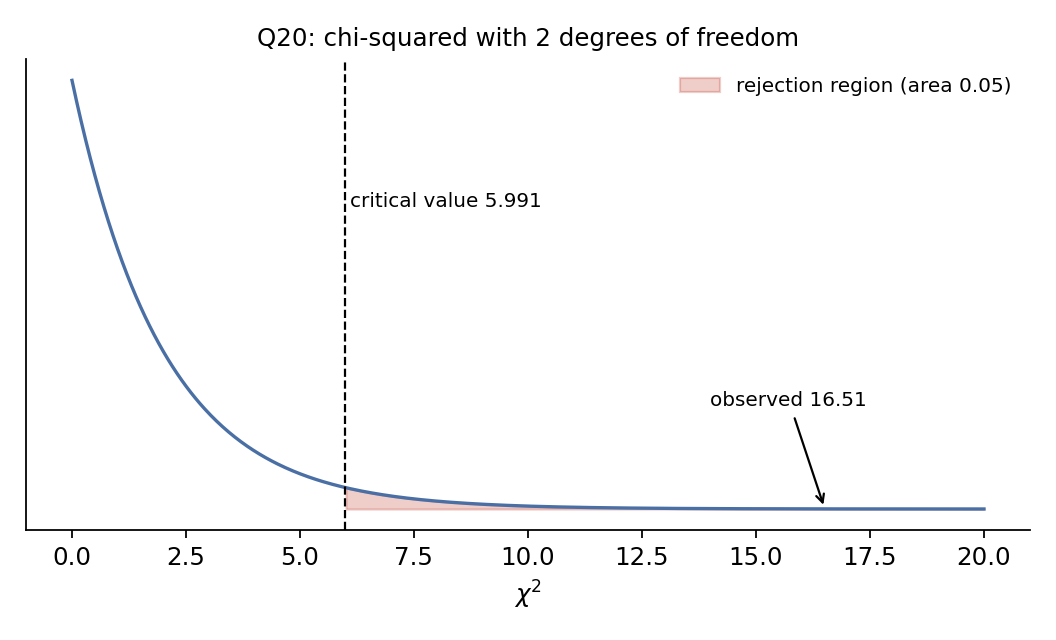 Q20: chi-squared with 2 degrees of freedom
rejection region (area 0.05)
critical value 5.991
observed 16.51
0.0 2.5 5.0 7.5 10.0 12.5 15.0 17.5 20.0
χ²